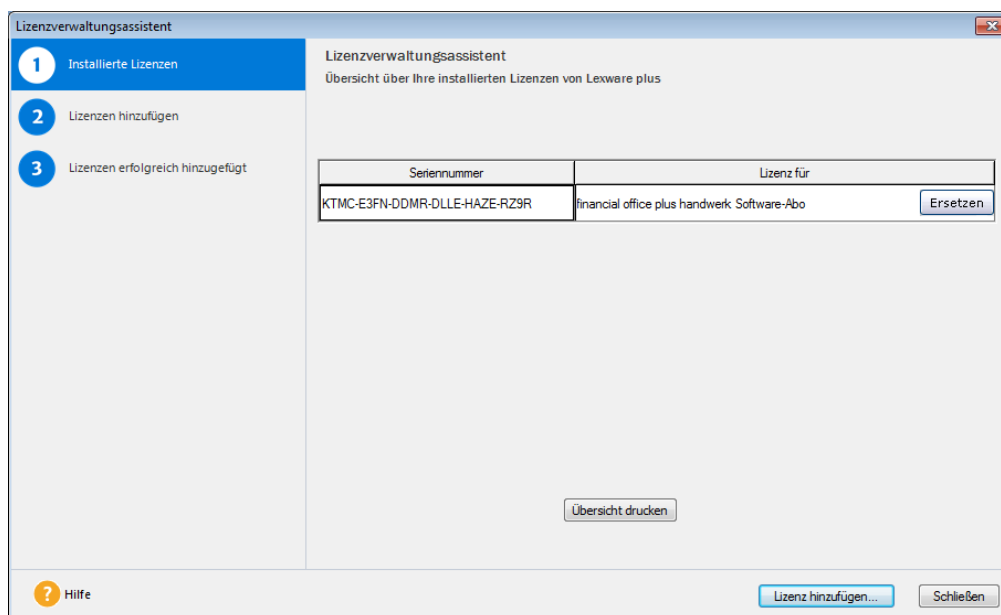 Lizenzverwaltungsassistent
1 Installierte Lizenzen
2 Lizenzen hinzufügen
3 Lizenzen erfolgreich hinzugefügt
Lizenzverwaltungsassistent
Übersicht über Ihre installierten Lizenzen von Lexware plus
Seriennummer Lizenz für
KTMC-E3FN-DDMR-DLLE-HAZE-RZ9R financial office plus handwerk Software-Abo Ersetzen
Übersicht drucken
? Hilfe
Lizenz hinzufügen... Schließen